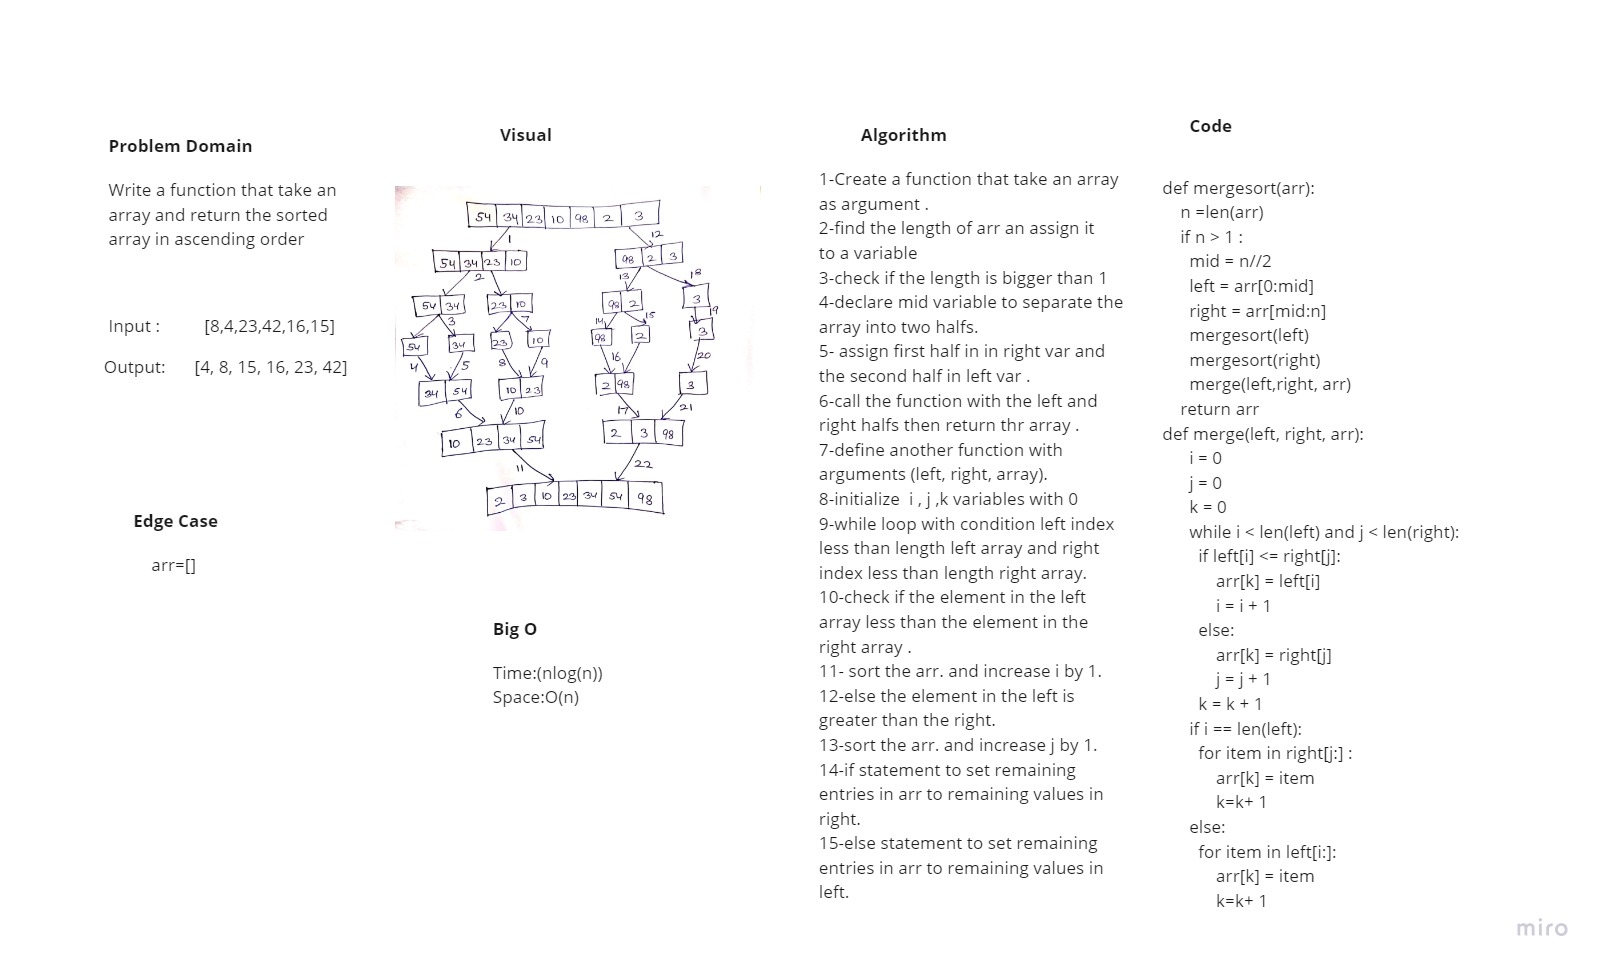 Problem Domain
Write a function that take an
array and return the sorted
array in ascending order
Input : [8,4,23,42,16,15]
Output: [4, 8, 15, 16, 23, 42]
Edge Case
arr=[]
Visual
54 34 23 10 98 2 3
1 12
54 34 23 10 98 2 3
2 13 18
54 34 23 10 98 2 3
3 7 14 15 19
54 34 23 10 98 2 3
4 5 8 9 16 20
34 54 10 23 2 98 3
6 10 17 21
10 23 34 54 2 3 98
11 22
2 3 10 23 34 54 98
Big O
Time:(nlog(n))
Space:O(n)
Algorithm
1-Create a function that take an array
as argument .
2-find the length of arr an assign it
to a variable
3-check if the length is bigger than 1
4-declare mid variable to separate the
array into two halfs.
5- assign first half in in right var and
the second half in left var .
6-call the function with the left and
right halfs then return thr array .
7-define another function with
arguments (left, right, array).
8-initialize i , j ,k variables with 0
9-while loop with condition left index
less than length left array and right
index less than length right array.
10-check if the element in the left
array less than the element in the
right array .
11- sort the arr. and increase i by 1.
12-else the element in the left is
greater than the right.
13-sort the arr. and increase j by 1.
14-if statement to set remaining
entries in arr to remaining values in
right.
15-else statement to set remaining
entries in arr to remaining values in
left.
Code
def mergesort(arr):
n =len(arr)
if n > 1 :
mid = n//2
left = arr[0:mid]
right = arr[mid:n]
mergesort(left)
mergesort(right)
merge(left,right, arr)
return arr
def merge(left, right, arr):
i = 0
j = 0
k = 0
while i < len(left) and j < len(right):
if left[i] <= right[j]:
arr[k] = left[i]
i = i + 1
else:
arr[k] = right[j]
j = j + 1
k = k + 1
if i == len(left):
for item in right[j:] :
arr[k] = item
k=k+ 1
else:
for item in left[i:]:
arr[k] = item
k=k+ 1
miro